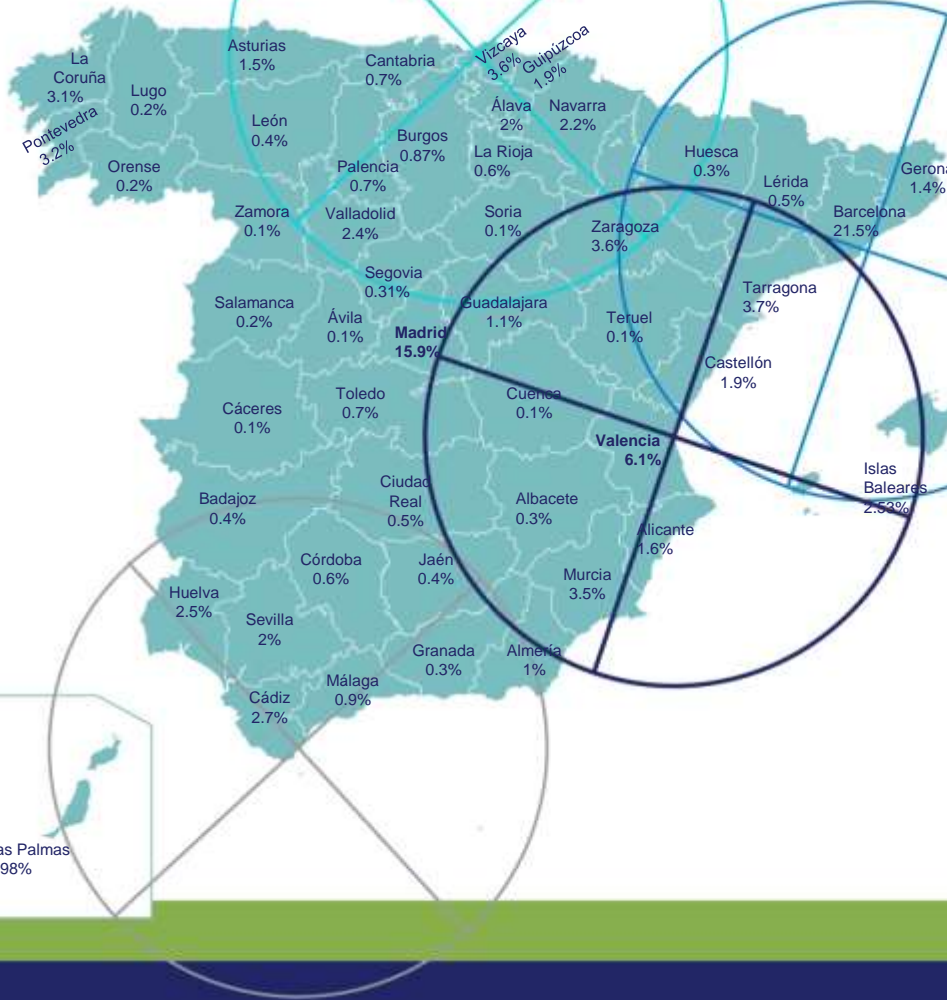 La
Coruña
3.1%
Lugo
0.2%
Pontevedra
3.2%
Orense
0.2%
Asturias
1.5%
León
0.4%
Zamora
0.1%
Cantabria
0.7%
Burgos
0.87%
Palencia
0.7%
Valladolid
2.4%
Segovia
0.31%
Vizcaya
3.6%
Guipúzcoa
1.9%
Álava
2%
Navarra
2.2%
La Rioja
0.6%
Soria
0.1%
Huesca
0.3%
Lérida
0.5%
Gerona
1.4%
Barcelona
21.5%
Zaragoza
3.6%
Tarragona
3.7%
Salamanca
0.2%
Ávila
0.1%
Madrid
15.9%
Guadalajara
1.1%
Teruel
0.1%
Castellón
1.9%
Cáceres
0.1%
Toledo
0.7%
Cuenca
0.1%
Valencia
6.1%
Islas
Baleares
2.53%
Badajoz
0.4%
Ciudad
Real
0.5%
Albacete
0.3%
Alicante
1.6%
Huelva
2.5%
Córdoba
0.6%
Jaén
0.4%
Murcia
3.5%
Sevilla
2%
Granada
0.3%
Almería
1%
Cádiz
2.7%
Málaga
0.9%
as Palmas
98%